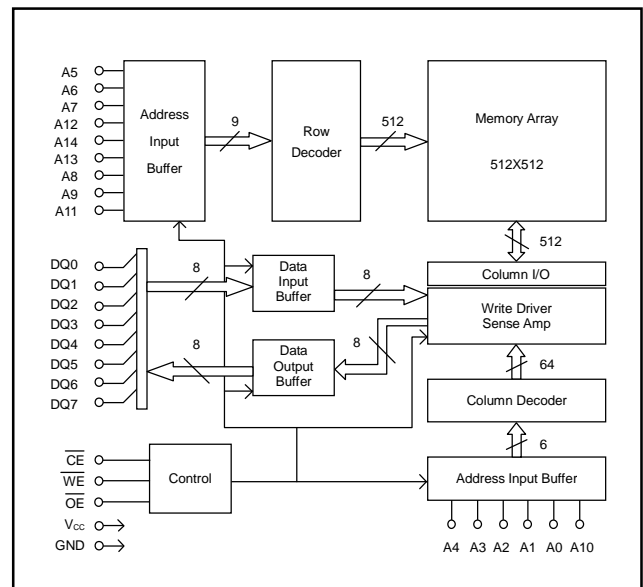 A5
A6
A7
A12
A14
A13
A8
A9
A11
Address
Input
Buffer
9
Row
Decoder
512
Memory Array
512X512
512
DQ0
DQ1
DQ2
DQ3
DQ4
DQ5
DQ6
DQ7
8
Data
Input
Buffer
8
Column I/O
Write Driver
Sense Amp
8
Data
Output
Buffer
8
64
Column Decoder
6
CE
WE
OE
VCC
GND
Control
Address Input Buffer
A4 A3 A2 A1 A0 A10